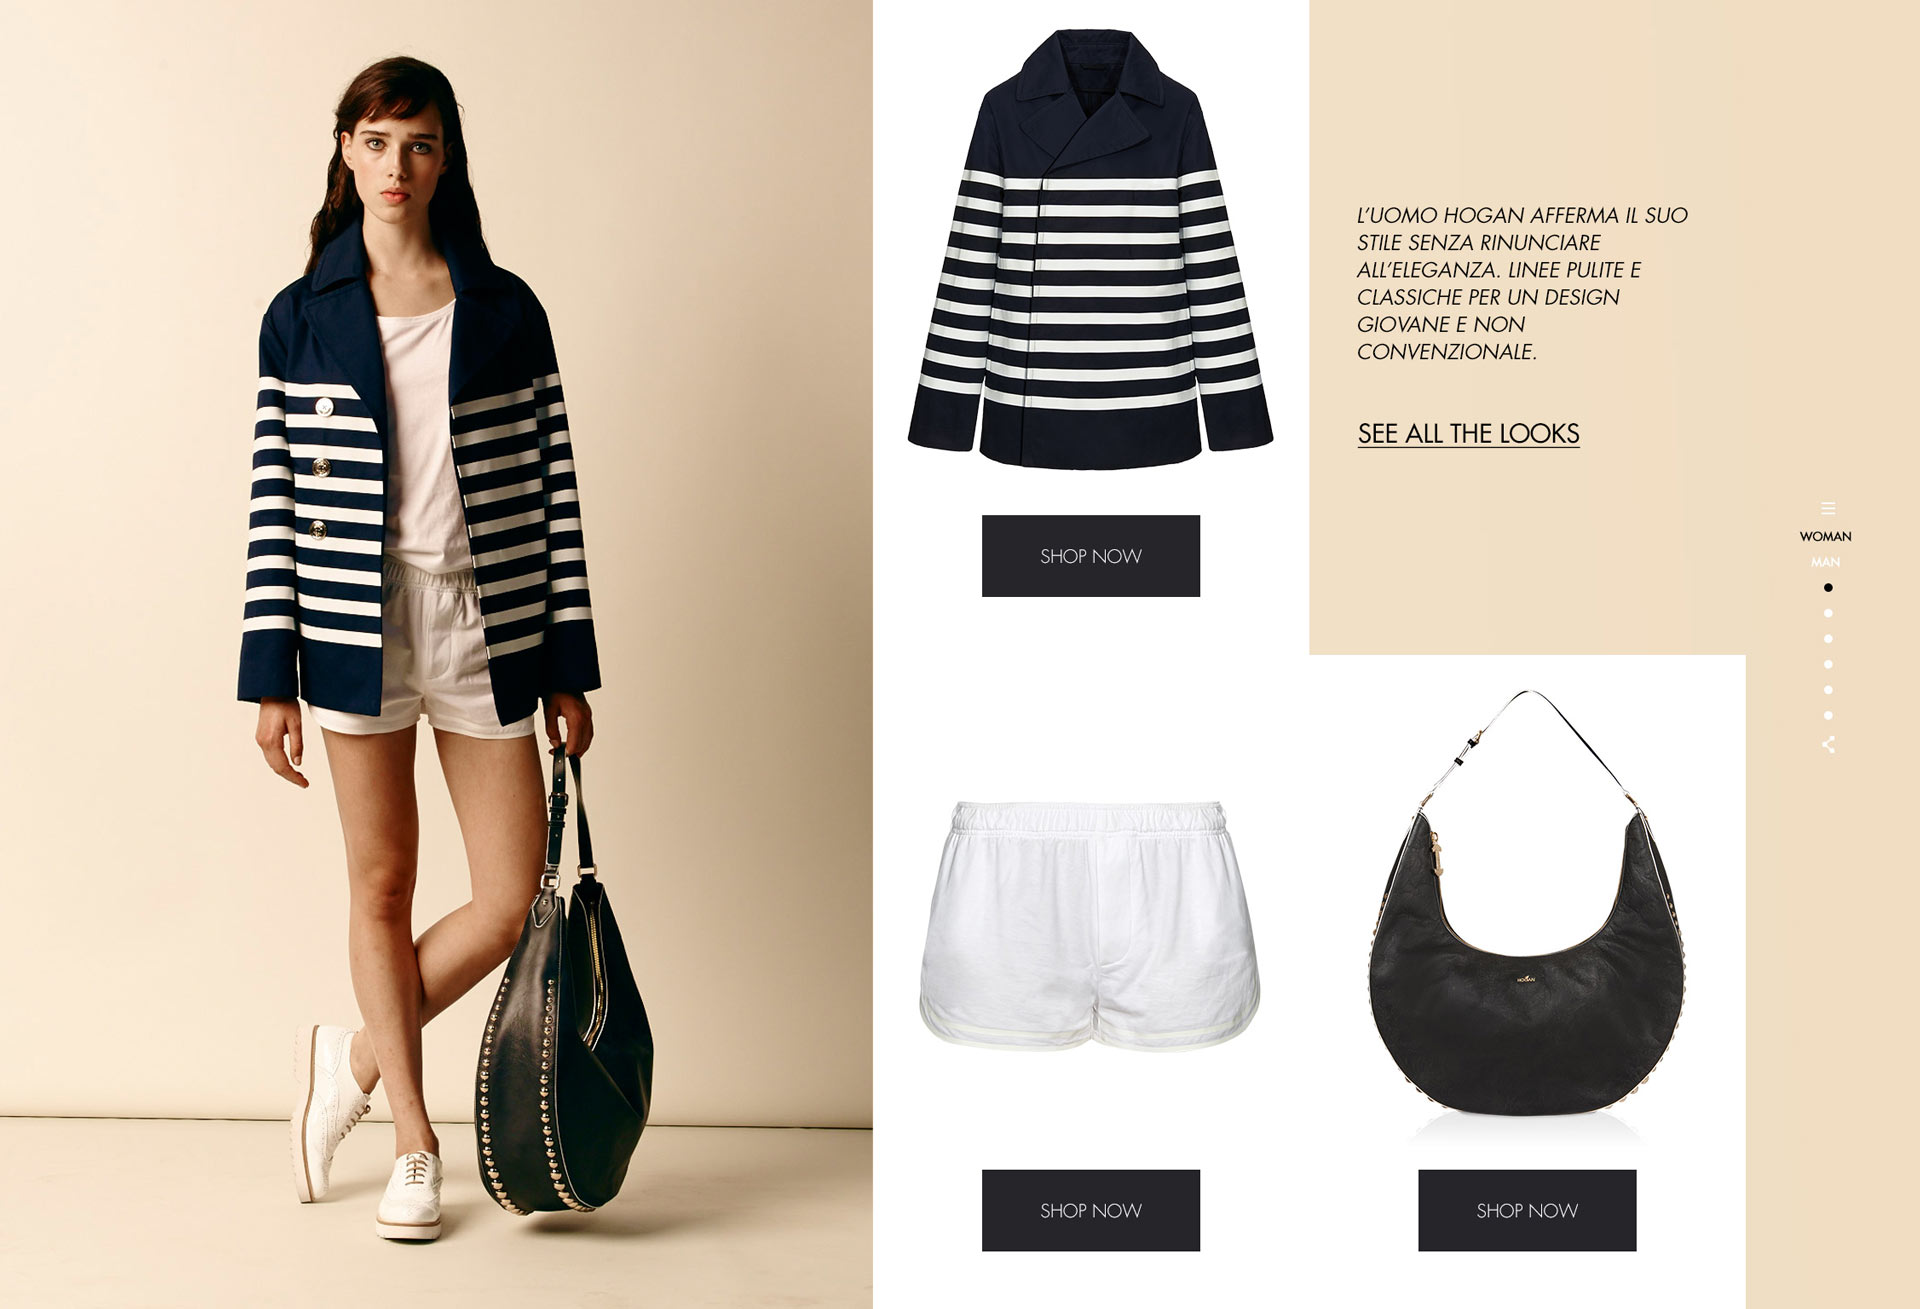 L'UOMO HOGAN AFFERMA IL SUO
STILE SENZA RINUNCIARE
ALL'ELEGANZA. LINEE PULITE E
CLASSICHE PER UN DESIGN
GIOVANE E NON
CONVENZIONALE.
SEE ALL THE LOOKS
WOMAN
MAN
SHOP NOW
HOGAN
SHOP NOW
SHOP NOW